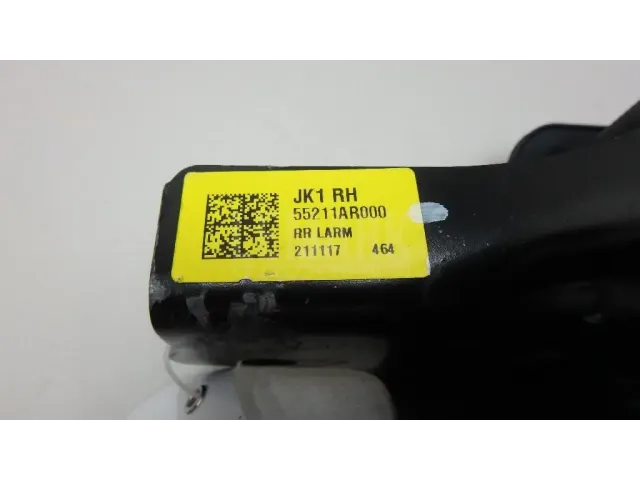 JK1 RH
55211AR000
RR LARM
211117 464